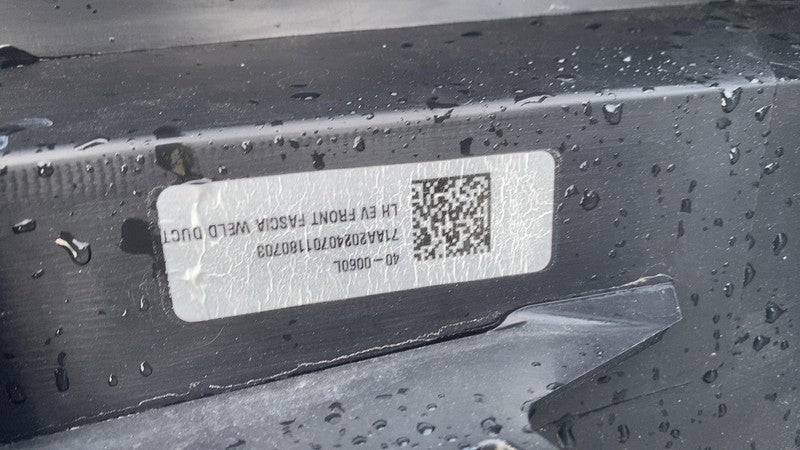 40-0060L
71AA20240701180703
LH EV FRONT FASCIA WELD DUCT